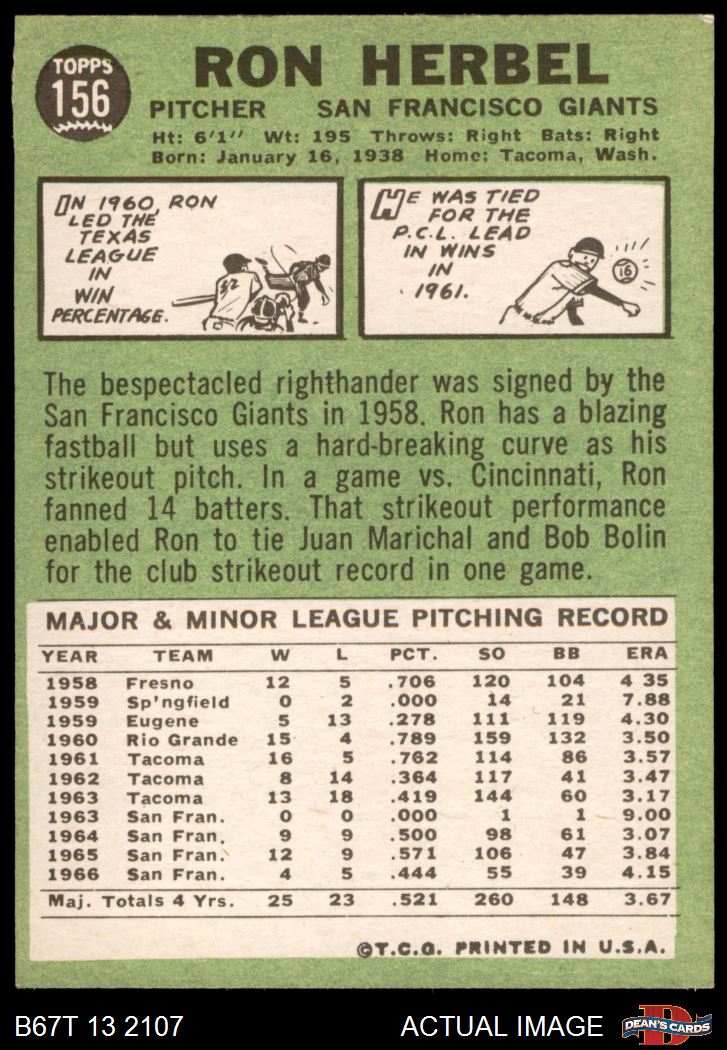 TOPPS
156
RON HERBEL
PITCHER SAN FRANCISCO GIANTS
Ht: 6'1" Wt: 195 Throws: Right Bats: Right
Born: January 16, 1938 Home: Tacoma, Wash.
IN 1960, RON
LED THE
TEXAS
LEAGUE
IN
WIN
PERCENTAGE.
32
HE WAS TIED
FOR THE
P.C.L. LEAD
IN WINS
IN
1961.
16
The bespectacled righthander was signed by the
San Francisco Giants in 1958. Ron has a blazing
fastball but uses a hard-breaking curve as his
strikeout pitch. In a game vs. Cincinnati, Ron
fanned 14 batters. That strikeout performance
enabled Ron to tie Juan Marichal and Bob Bolin
for the club strikeout record in one game.
MAJOR & MINOR LEAGUE PITCHING RECORD
YEAR TEAM W L PCT. SO BB ERA
1958 Fresno 12 5 .706 120 104 4 35
1959 Sp'ngfield 0 2 .000 14 21 7.88
1959 Eugene 5 13 .278 111 119 4.30
1960 Rio Grande 15 4 .789 159 132 3.50
1961 Tacoma 16 5 .762 114 86 3.57
1962 Tacoma 8 14 .364 117 41 3.47
1963 Tacoma 13 18 .419 144 60 3.17
1963 San Fran. 0 0 .000 1 1 9.00
1964 San Fran. 9 9 .500 98 61 3.07
1965 San Fran. 12 9 .571 106 47 3.84
1966 San Fran. 4 5 .444 55 39 4.15
Maj. Totals 4 Yrs. 25 23 .521 260 148 3.67
©T.C.G. PRINTED IN U.S.A.
B67T 13 2107 ACTUAL IMAGE
D
DEAN'S CARDS